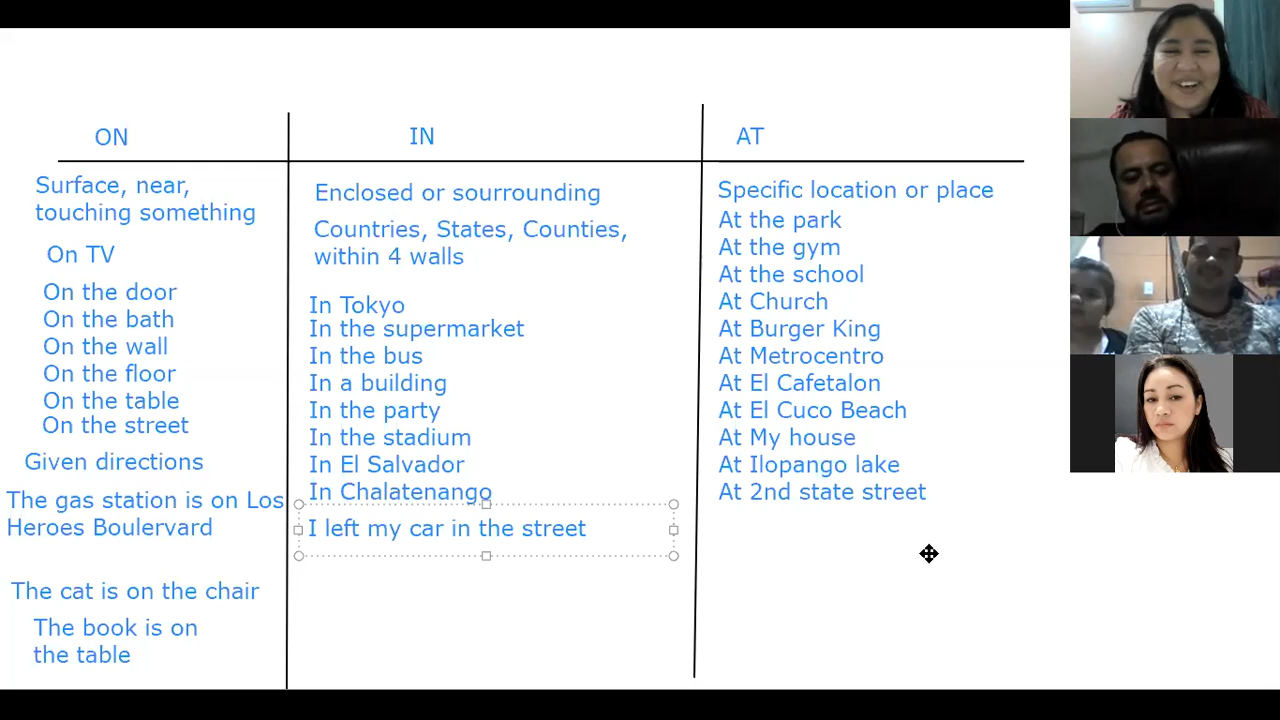 ON
Surface, near,
touching something
On TV
On the door
On the bath
On the wall
On the floor
On the table
On the street
Given directions
The gas station is on Los
Heroes Boulervard
The cat is on the chair
The book is on
the table
IN
Enclosed or sourrounding
Countries, States, Counties,
within 4 walls
In Tokyo
In the supermarket
In the bus
In a building
In the party
In the stadium
In El Salvador
In Chalatenango
I left my car in the street
AT
Specific location or place
At the park
At the gym
At the school
At Church
At Burger King
At Metrocentro
At El Cafetalon
At El Cuco Beach
At My house
At Ilopango lake
At 2nd state street